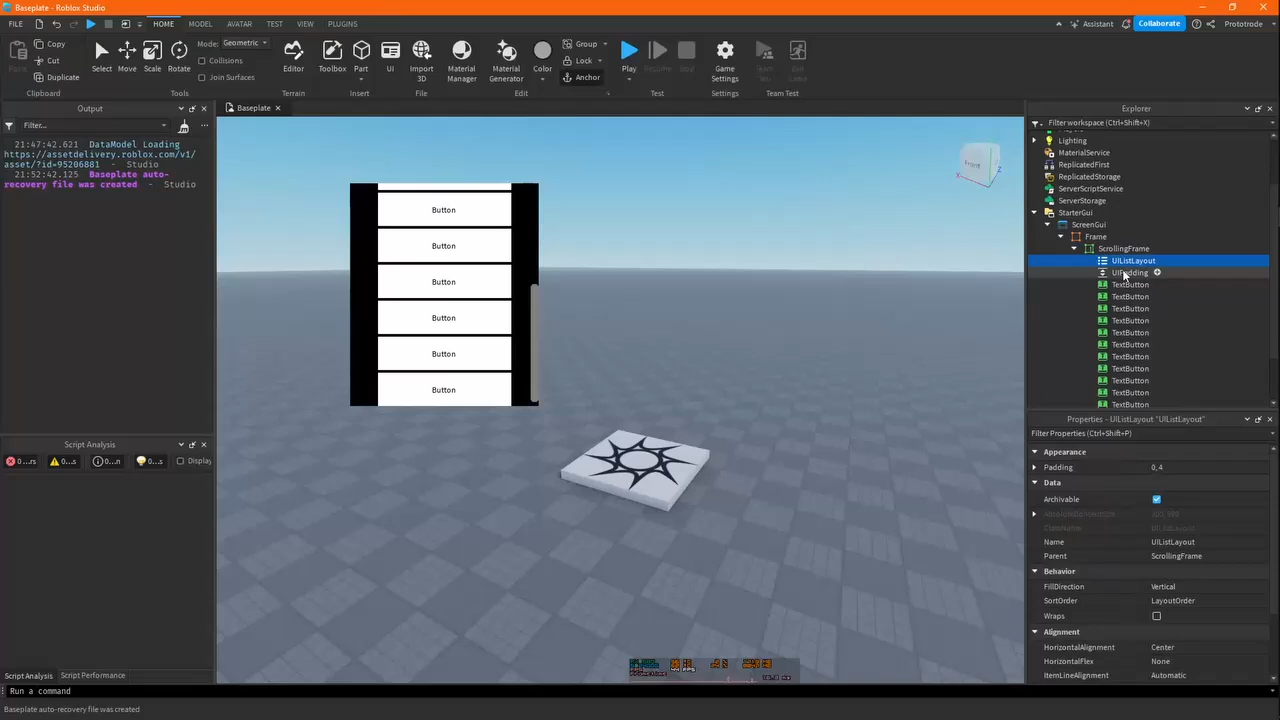 Baseplate - Roblox Studio
FILE HOME MODEL AVATAR TEST VIEW PLUGINS Assistant Collaborate Prototrode
Copy
Cut
Duplicate
Select Move Scale Rotate
Mode: Geometric
Collisions
Join Surfaces
Editor Toolbox Part UI Import 3D Material Manager Material Generator Color
Group
Lock
Anchor
Play Game Settings
Clipboard Tools Terrain Insert File Edit Test Settings Team Test
Output
Filter...
21:47:42.621 DataModel Loading
https://assetdelivery.roblox.com/v1/
asset/?id=95206881 - Studio
21:52:42.125 Baseplate auto-
recovery file was created - Studio
Script Analysis
0 ...rs 0...s 0...n 0...s Display
Script Analysis Script Performance
Baseplate
Button
Button
Button
Button
Button
Button
Front
Explorer
Filter workspace (Ctrl+Shift+X)
Lighting
MaterialService
ReplicatedFirst
ReplicatedStorage
ServerScriptService
ServerStorage
StarterGui
ScreenGui
Frame
ScrollingFrame
UIListLayout
UIPadding
TextButton
TextButton
TextButton
TextButton
TextButton
TextButton
TextButton
TextButton
TextButton
TextButton
TextButton
Properties - UIListLayout "UIListLayout"
Filter Properties (Ctrl+Shift+P)
Appearance
Padding 0,4
Data
Archivable
Name UIListLayout
Parent ScrollingFrame
Behavior
FillDirection Vertical
SortOrder LayoutOrder
Wraps
Alignment
HorizontalAlignment Center
HorizontalFlex None
ItemLineAlignment Automatic
Run a command
Baseplate auto-recovery file was created